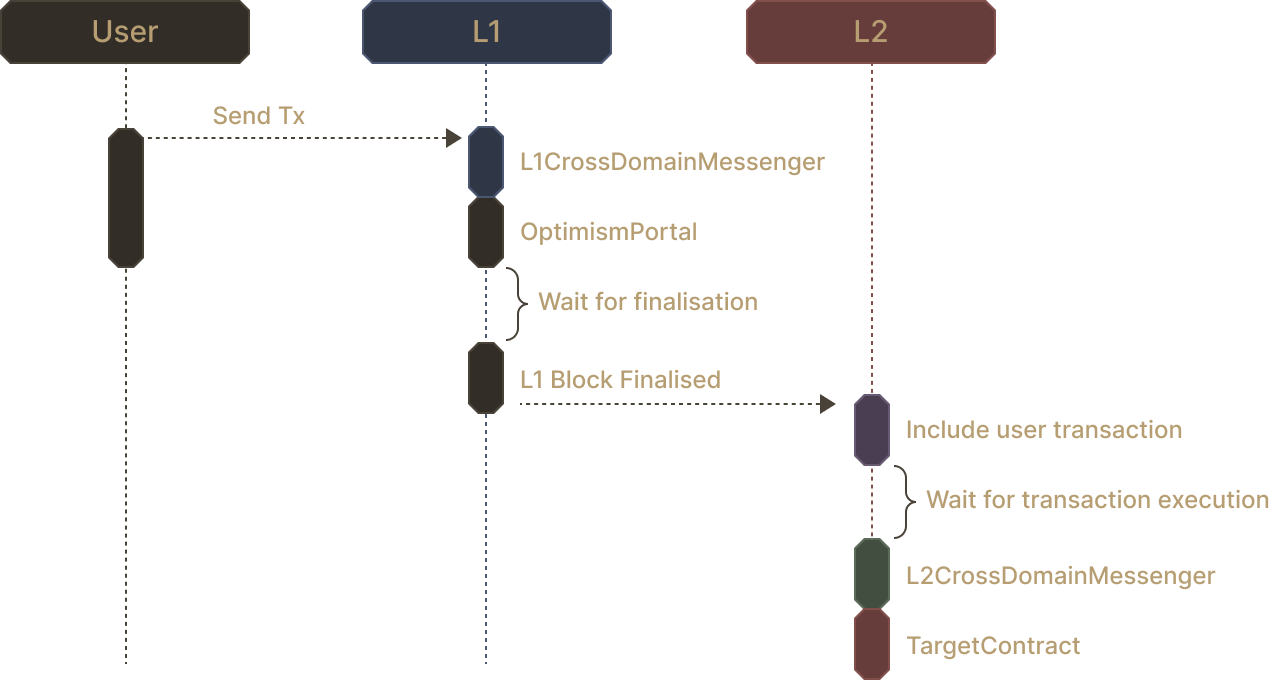 User
L1
L2
Send Tx
L1CrossDomainMessenger
OptimismPortal
Wait for finalisation
L1 Block Finalised
Include user transaction
Wait for transaction execution
L2CrossDomainMessenger
TargetContract